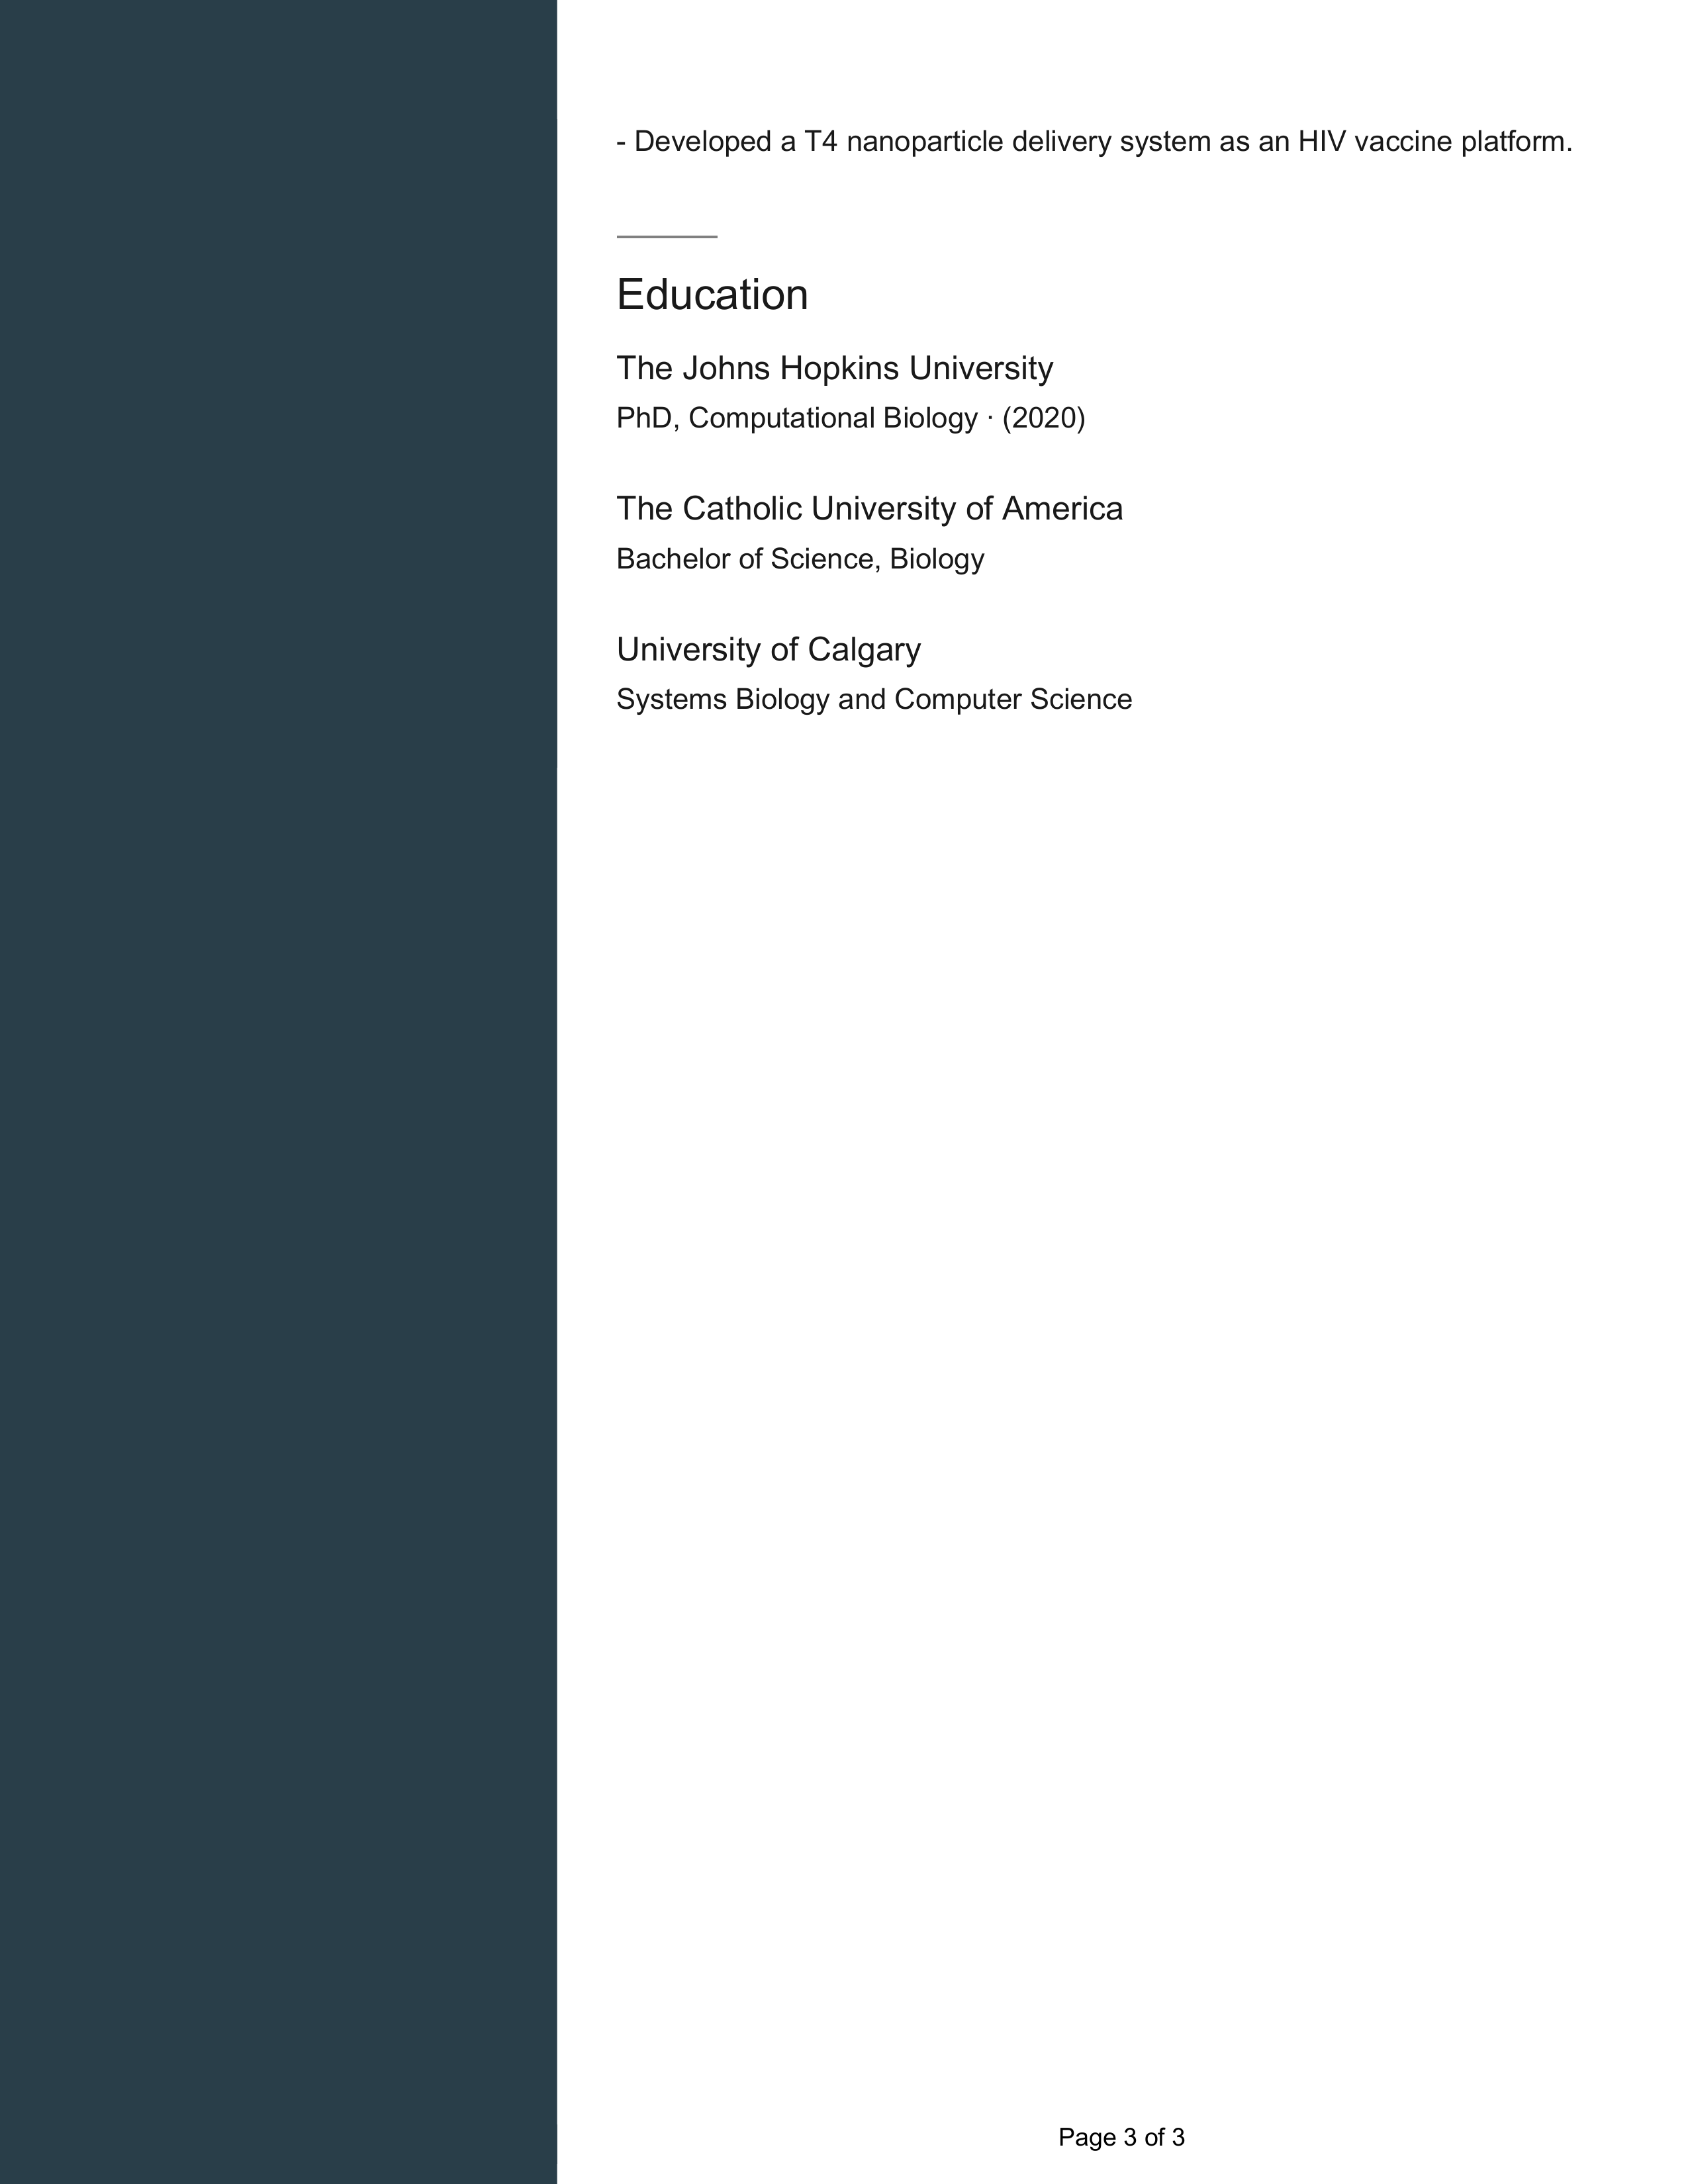 - Developed a T4 nanoparticle delivery system as an HIV vaccine platform.
Education
The Johns Hopkins University
PhD, Computational Biology · (2020)
The Catholic University of America
Bachelor of Science, Biology
University of Calgary
Systems Biology and Computer Science
Page 3 of 3